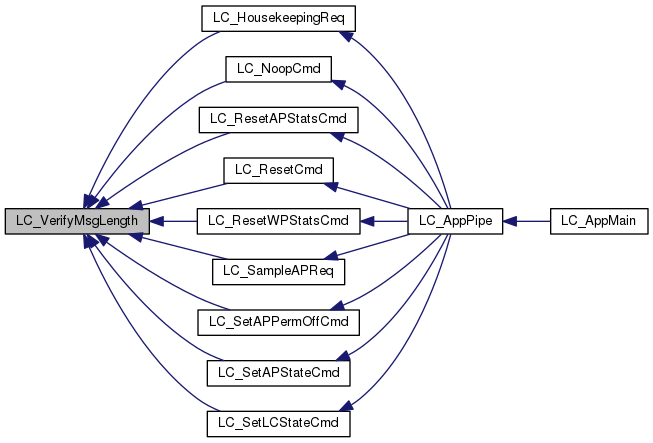 LC_HousekeepingReq
LC_NoopCmd
LC_ResetAPStatsCmd
LC_ResetCmd
LC_VerifyMsgLength
LC_ResetWPStatsCmd
LC_AppPipe
LC_AppMain
LC_SampleAPReq
LC_SetAPPermOffCmd
LC_SetAPStateCmd
LC_SetLCStateCmd